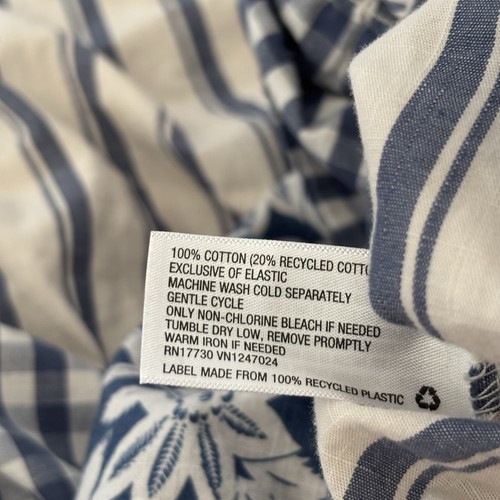 100% COTTON (20% RECYCLED COTT
EXCLUSIVE OF ELASTIC
MACHINE WASH COLD SEPARATELY
GENTLE CYCLE
ONLY NON-CHLORINE BLEACH IF NEEDED
TUMBLE DRY LOW, REMOVE PROMPTLY
WARM IRON IF NEEDED
RN17730 VN1247024
LABEL MADE FROM 100% RECYCLED PLASTIC